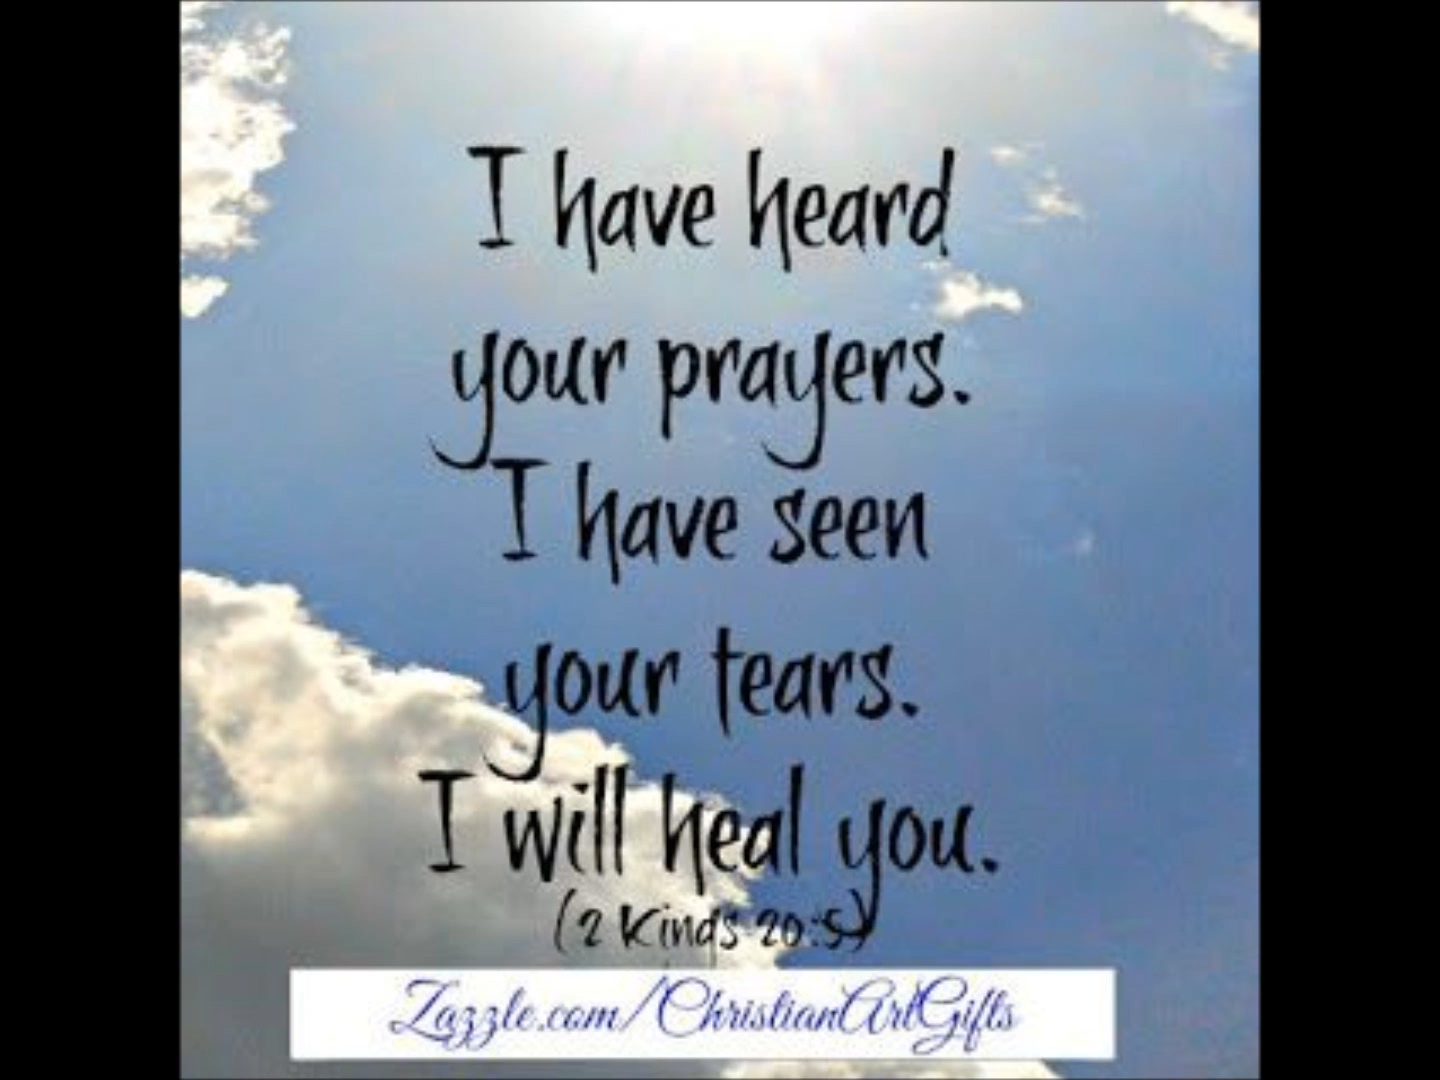 I have heard
your prayers.
I have seen
your tears.
I will heal you.
(2 Kings 20:5)
Zazzle.com/ChristianArtGifts